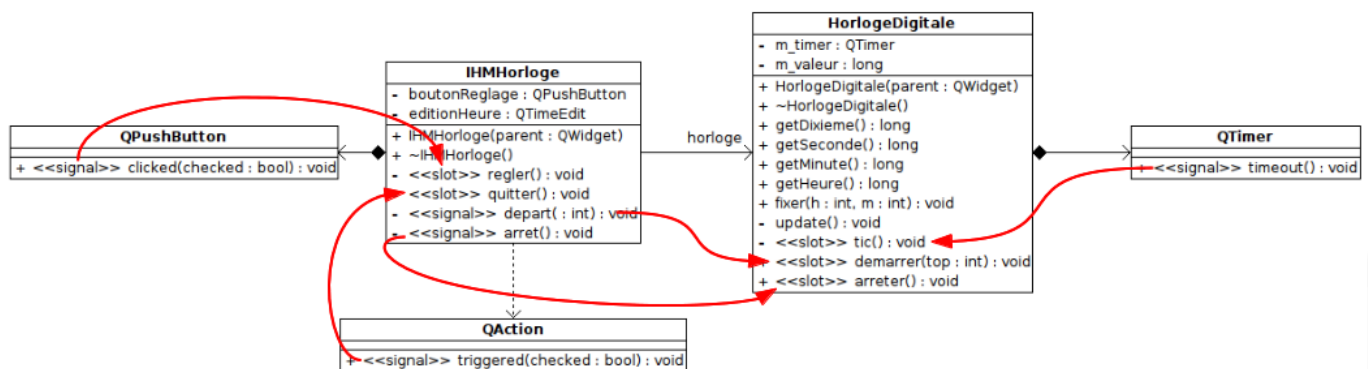 HorlogeDigitale
- m_timer : QTimer
- m_valeur : long
+ HorlogeDigitale(parent : QWidget)
+ ~HorlogeDigitale()
+ getDixieme() : long
+ getSeconde() : long
+ getMinute() : long
+ getHeure() : long
+ fixer(h : int, m : int) : void
- update() : void
- <<slot>> tic() : void
+ <<slot>> demarrer(top : int) : void
+ <<slot>> arreter() : void
IHMHorloge
- boutonReglage : QPushButton
- editionHeure : QTimeEdit
+ IHMHorloge(parent : QWidget)
+ ~IHMHorloge()
- <<slot>> regler() : void
- <<slot>> quitter() : void
- <<signal>> depart( : int) : void
- <<signal>> arret() : void
QPushButton
+ <<signal>> clicked(checked : bool) : void
horloge
QTimer
+ <<signal>> timeout() : void
QAction
+ <<signal>> triggered(checked : bool) : void